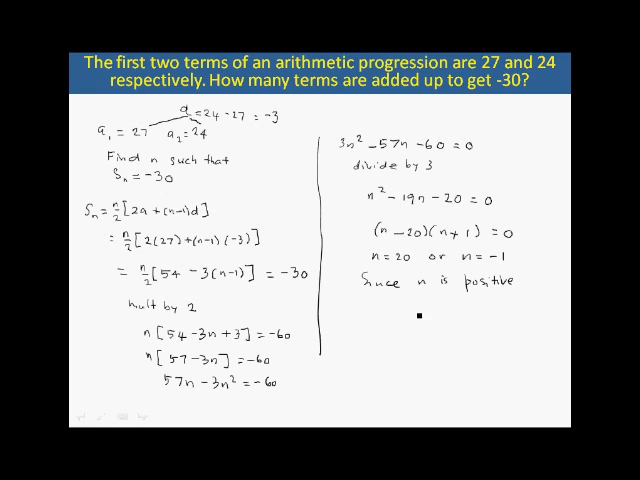 The first two terms of an arithmetic progression are 27 and 24
respectively. How many terms are added up to get -30?
d = 24 - 27 = -3
a₁ = 27 a₂ = 24
Find n such that
Sₙ = -30
Sₙ = n/2 [2a + (n-1)d]
= n/2 [2(27) + (n-1)(-3)]
= n/2 [54 - 3(n-1)] = -30
mult by 2
n [54 - 3n + 3] = -60
n [57 - 3n] = -60
57n - 3n² = -60
3n² - 57n - 60 = 0
divide by 3
n² - 19n - 20 = 0
(n - 20)(n + 1) = 0
n = 20 or n = -1
Since n is positive